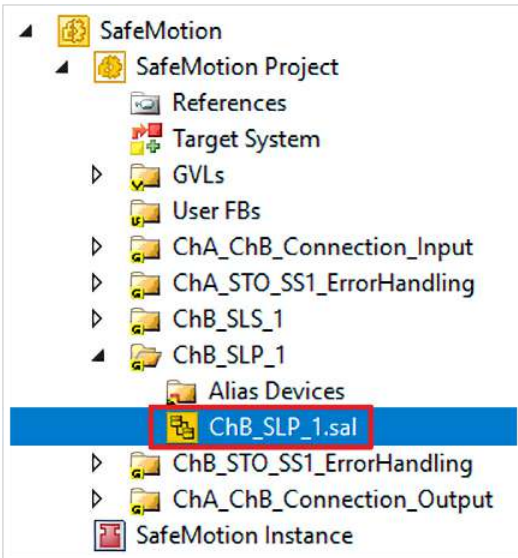 SafeMotion
SafeMotion Project
References
Target System
GVLs
User FBs
ChA_ChB_Connection_Input
ChA_STO_SS1_ErrorHandling
ChB_SLS_1
ChB_SLP_1
Alias Devices
ChB_SLP_1.sal
ChB_STO_SS1_ErrorHandling
ChA_ChB_Connection_Output
SafeMotion Instance